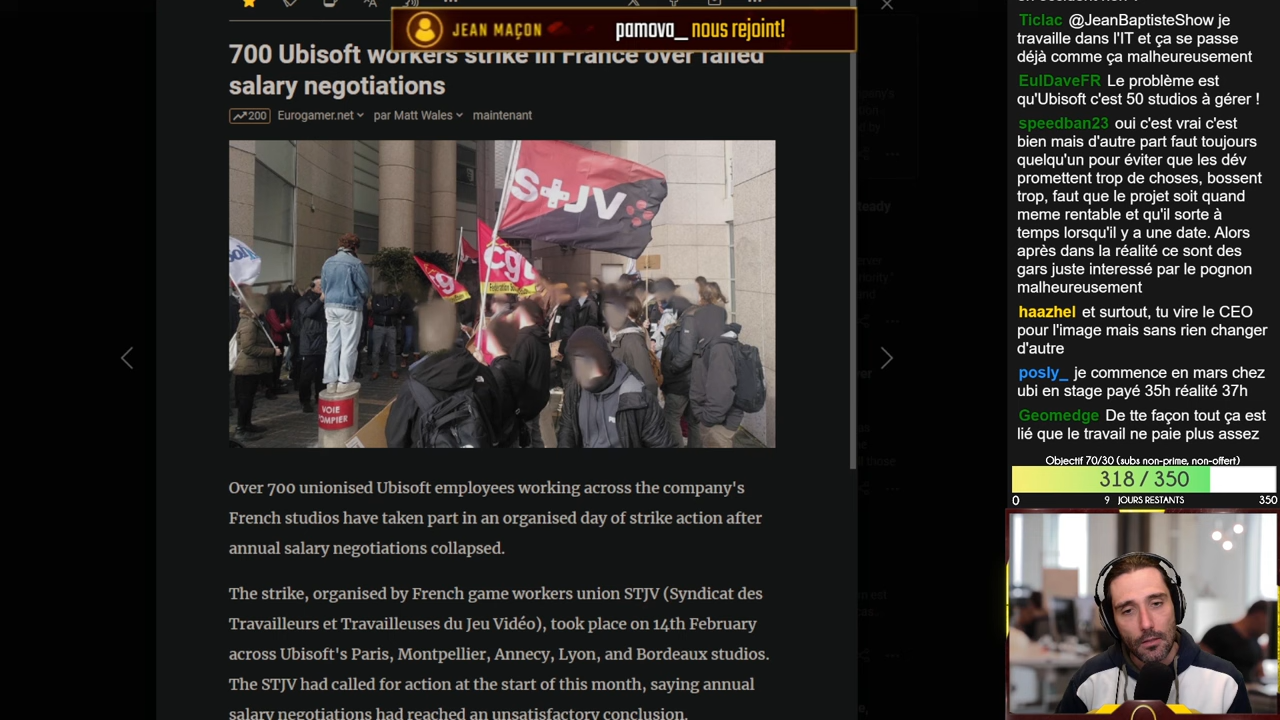 JEAN MAÇON
pamova_ nous rejoint!
700 Ubisoft workers strike in France over failed
salary negotiations
200 Eurogamer.net par Matt Wales maintenant
S+JV
cgt
VOIE
POMPIER
Over 700 unionised Ubisoft employees working across the company's
French studios have taken part in an organised day of strike action after
annual salary negotiations collapsed.
The strike, organised by French game workers union STJV (Syndicat des
Travailleurs et Travailleuses du Jeu Vidéo), took place on 14th February
across Ubisoft's Paris, Montpellier, Annecy, Lyon, and Bordeaux studios.
The STJV had called for action at the start of this month, saying annual
salary negotiations had reached an unsatisfactory conclusion.
Ticlac @JeanBaptisteShow je
travaille dans l'IT et ça se passe
déjà comme ça malheureusement
EulDaveFR Le problème est
qu'Ubisoft c'est 50 studios à gérer !
speedban23 oui c'est vrai c'est
bien mais d'autre part faut toujours
quelqu'un pour éviter que les dév
promettent trop de choses, bossent
trop, faut que le projet soit quand
meme rentable et qu'il sorte à
temps lorsqu'il y a une date. Alors
après dans la réalité ce sont des
gars juste interessé par le pognon
malheureusement
haazhel et surtout, tu vire le CEO
pour l'image mais sans rien changer
d'autre
posly_ je commence en mars chez
ubi en stage payé 35h réalité 37h
Geomedge De tte façon tout ça est
lié que le travail ne paie plus assez
Objectif 70/30 (subs non-prime, non-offert)
318 / 350
0 9 JOURS RESTANTS 350